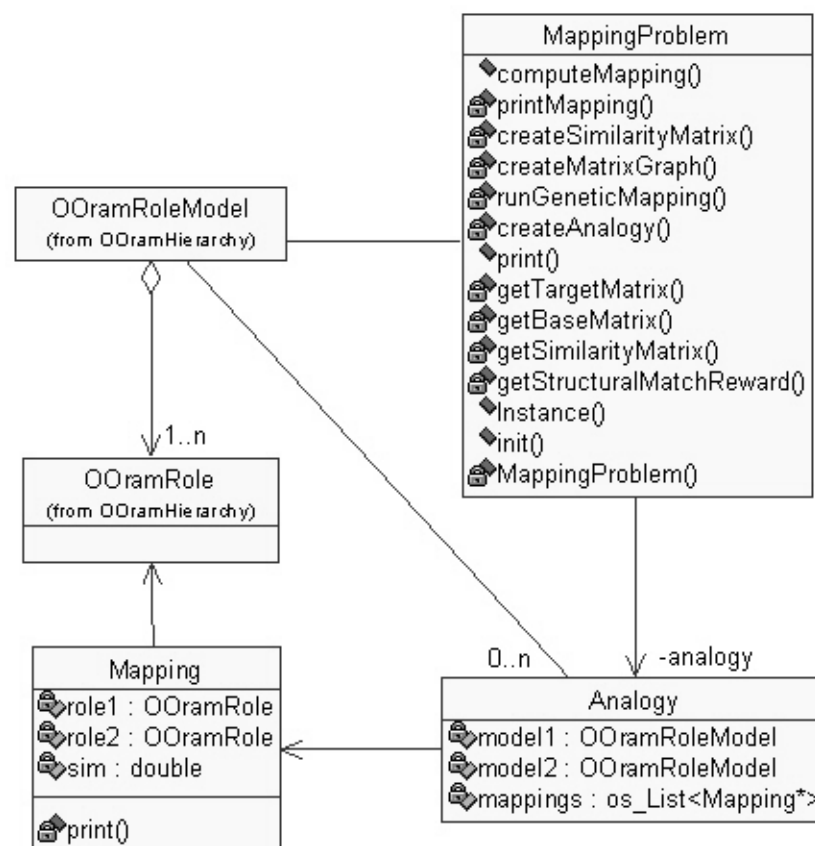 MappingProblem
computeMapping()
printMapping()
createSimilarityMatrix()
createMatrixGraph()
runGeneticMapping()
createAnalogy()
print()
getTargetMatrix()
getBaseMatrix()
getSimilarityMatrix()
getStructuralMatchReward()
Instance()
init()
MappingProblem()
OOramRoleModel
(from OOramHierarchy)
1..n
OOramRole
(from OOramHierarchy)
Mapping
role1 : OOramRole
role2 : OOramRole
sim : double
print()
0..n
-analogy
Analogy
model1 : OOramRoleModel
model2 : OOramRoleModel
mappings : os_List<Mapping*>